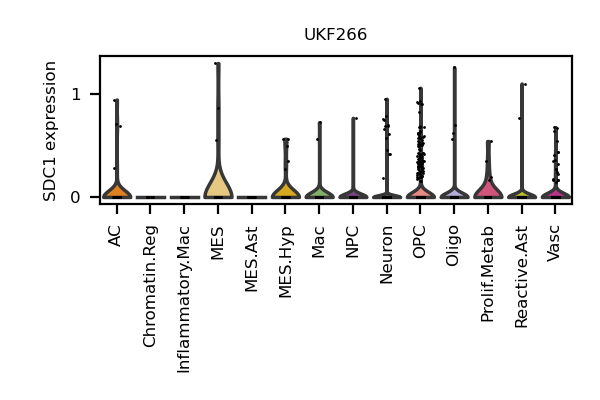 UKF266
SDC1 expression
1
0
AC
Chromatin.Reg
Inflammatory.Mac
MES
MES.Ast
MES.Hyp
Mac
NPC
Neuron
OPC
Oligo
Prolif.Metab
Reactive.Ast
Vasc